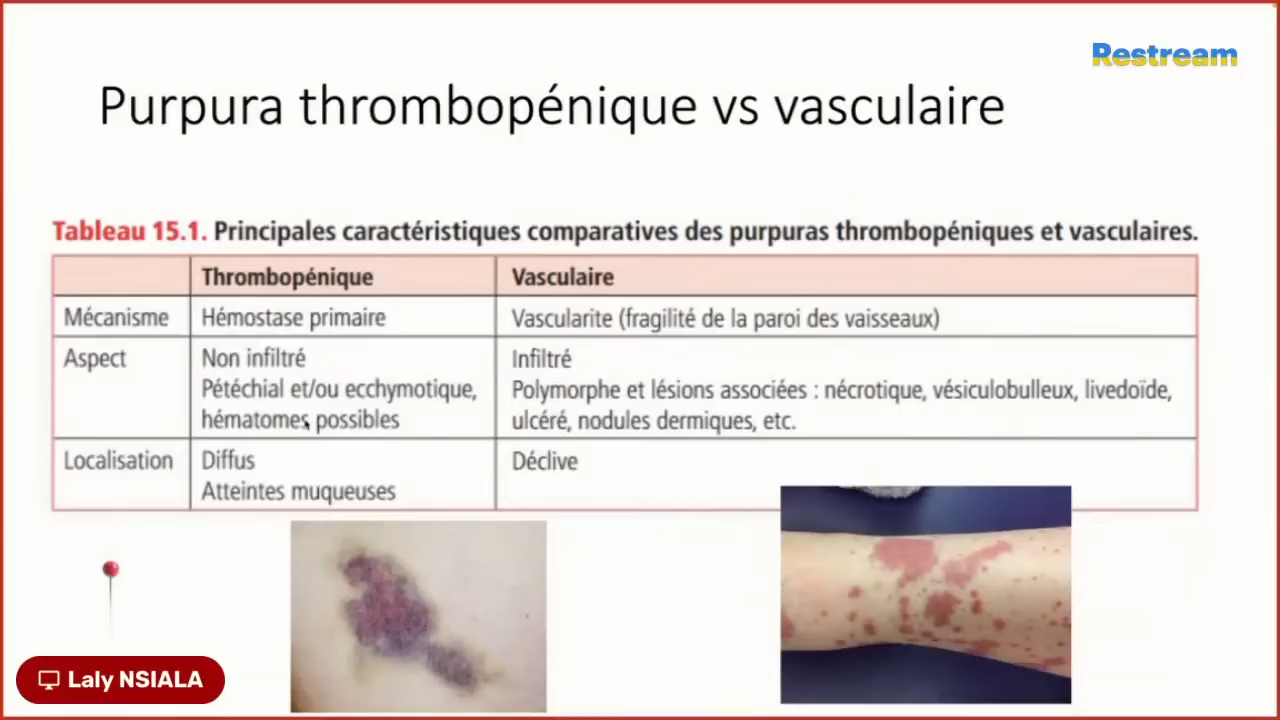 Restream
Purpura thrombopénique vs vasculaire
Tableau 15.1. Principales caractéristiques comparatives des purpuras thrombopéniques et vasculaires.
Thrombopénique Vasculaire
Mécanisme Hémostase primaire Vascularite (fragilité de la paroi des vaisseaux)
Aspect Non infiltré Infiltré
Pétéchial et/ou ecchymotique, Polymorphe et lésions associées : nécrotique, vésiculobulleux, livedoïde,
hématomes possibles ulcéré, nodules dermiques, etc.
Localisation Diffus Déclive
Atteintes muqueuses
Laly NSIALA